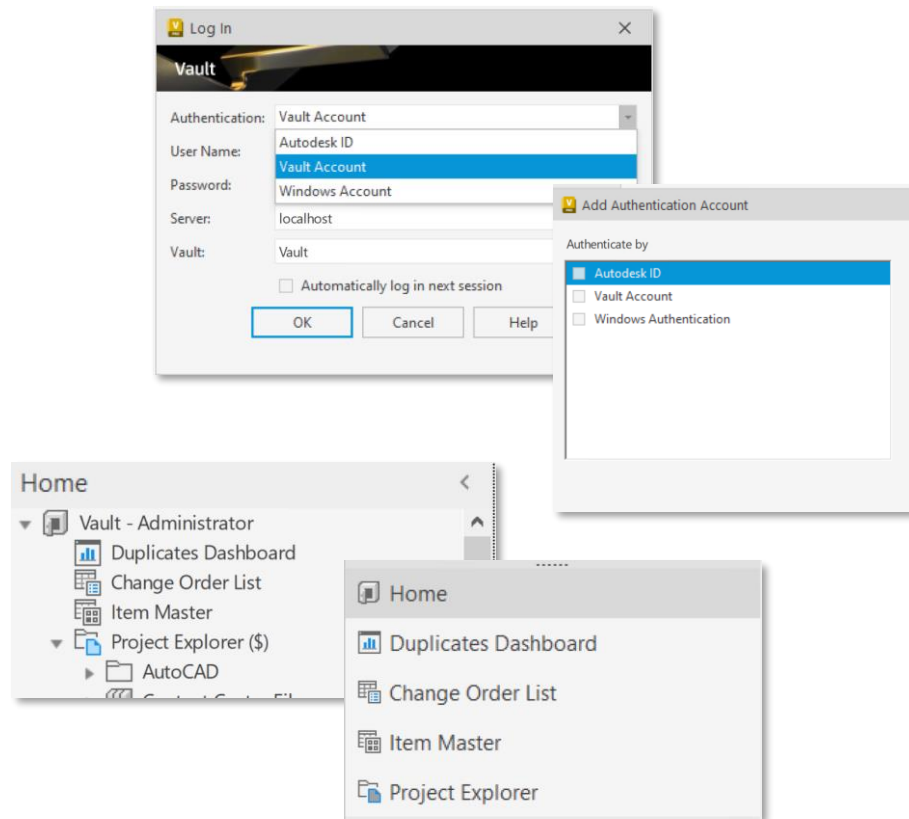 Log In
Vault
Authentication: Vault Account
Autodesk ID
User Name:
Vault Account
Password:
Windows Account
Server: localhost
Vault: Vault
Automatically log in next session
OK Cancel Help
Add Authentication Account
Authenticate by
Autodesk ID
Vault Account
Windows Authentication
Home
Vault - Administrator
Duplicates Dashboard
Change Order List
Item Master
Project Explorer ($)
AutoCAD
Home
Duplicates Dashboard
Change Order List
Item Master
Project Explorer